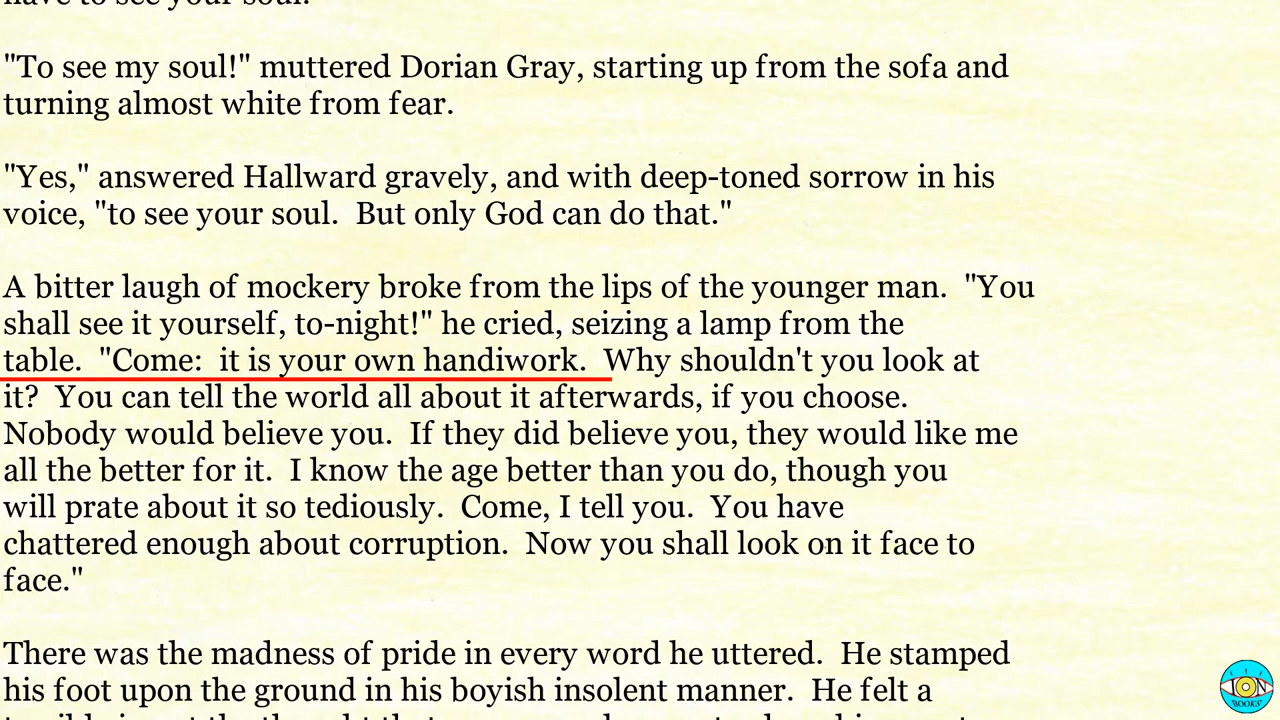 have to see your soul."
"To see my soul!" muttered Dorian Gray, starting up from the sofa and
turning almost white from fear.
"Yes," answered Hallward gravely, and with deep-toned sorrow in his
voice, "to see your soul.  But only God can do that."
A bitter laugh of mockery broke from the lips of the younger man.  "You
shall see it yourself, to-night!" he cried, seizing a lamp from the
table.  "Come:  it is your own handiwork.  Why shouldn't you look at
it?  You can tell the world all about it afterwards, if you choose.
Nobody would believe you.  If they did believe you, they would like me
all the better for it.  I know the age better than you do, though you
will prate about it so tediously.  Come, I tell you.  You have
chattered enough about corruption.  Now you shall look on it face to
face."
There was the madness of pride in every word he uttered.  He stamped
his foot upon the ground in his boyish insolent manner.  He felt a
ION
BOOKS